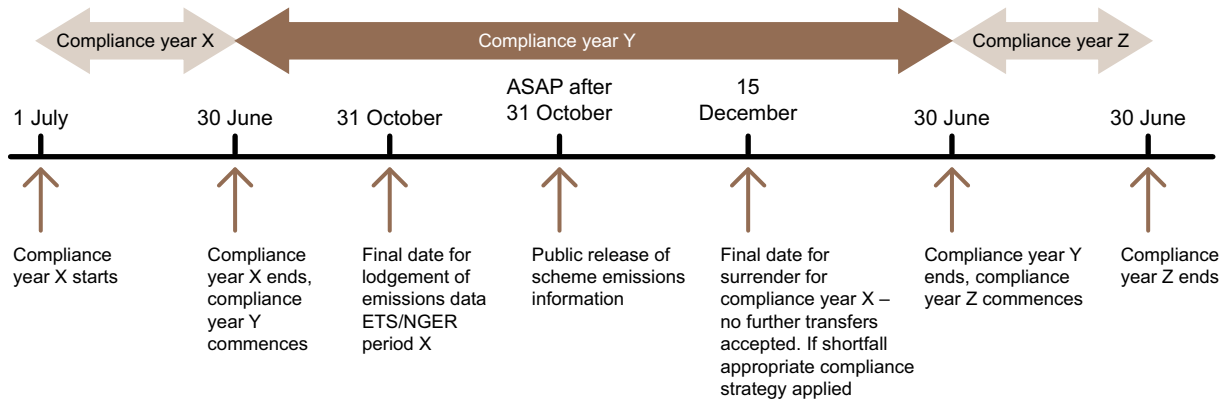 Compliance year X
Compliance year Y
Compliance year Z
1 July
30 June
31 October
ASAP after
31 October
15
December
30 June
30 June
Compliance
year X starts
Compliance
year X ends,
compliance
year Y
commences
Final date for
lodgement of
emissions data
ETS/NGER
period X
Public release of
scheme emissions
information
Final date for
surrender for
compliance year X –
no further transfers
accepted. If shortfall
appropriate compliance
strategy applied
Compliance year Y
ends, compliance
year Z commences
Compliance
year Z ends